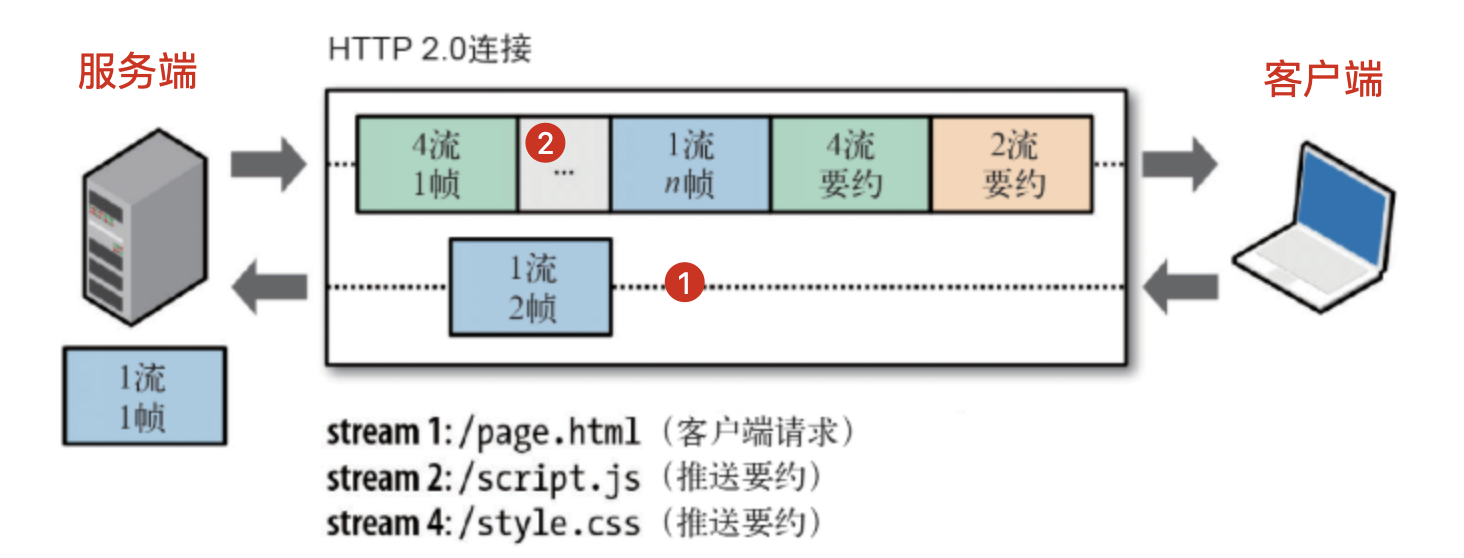 HTTP 2.0连接
服务端
客户端
4流
1帧
2
...
1流
n帧
4流
要约
2流
要约
1流
2帧
1
1流
1帧
stream 1: /page.html（客户端请求）
stream 2: /script.js（推送要约）
stream 4: /style.css（推送要约）